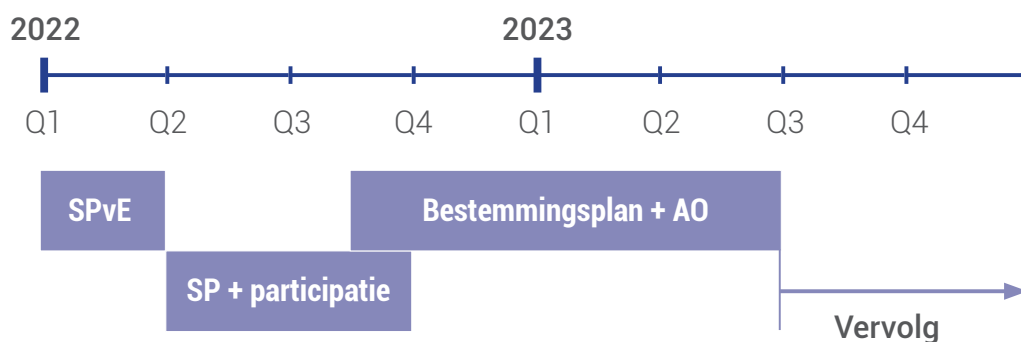 2022 2023
Q1 Q2 Q3 Q4 Q1 Q2 Q3 Q4
SPvE Bestemmingsplan + AO
SP + participatie
Vervolg